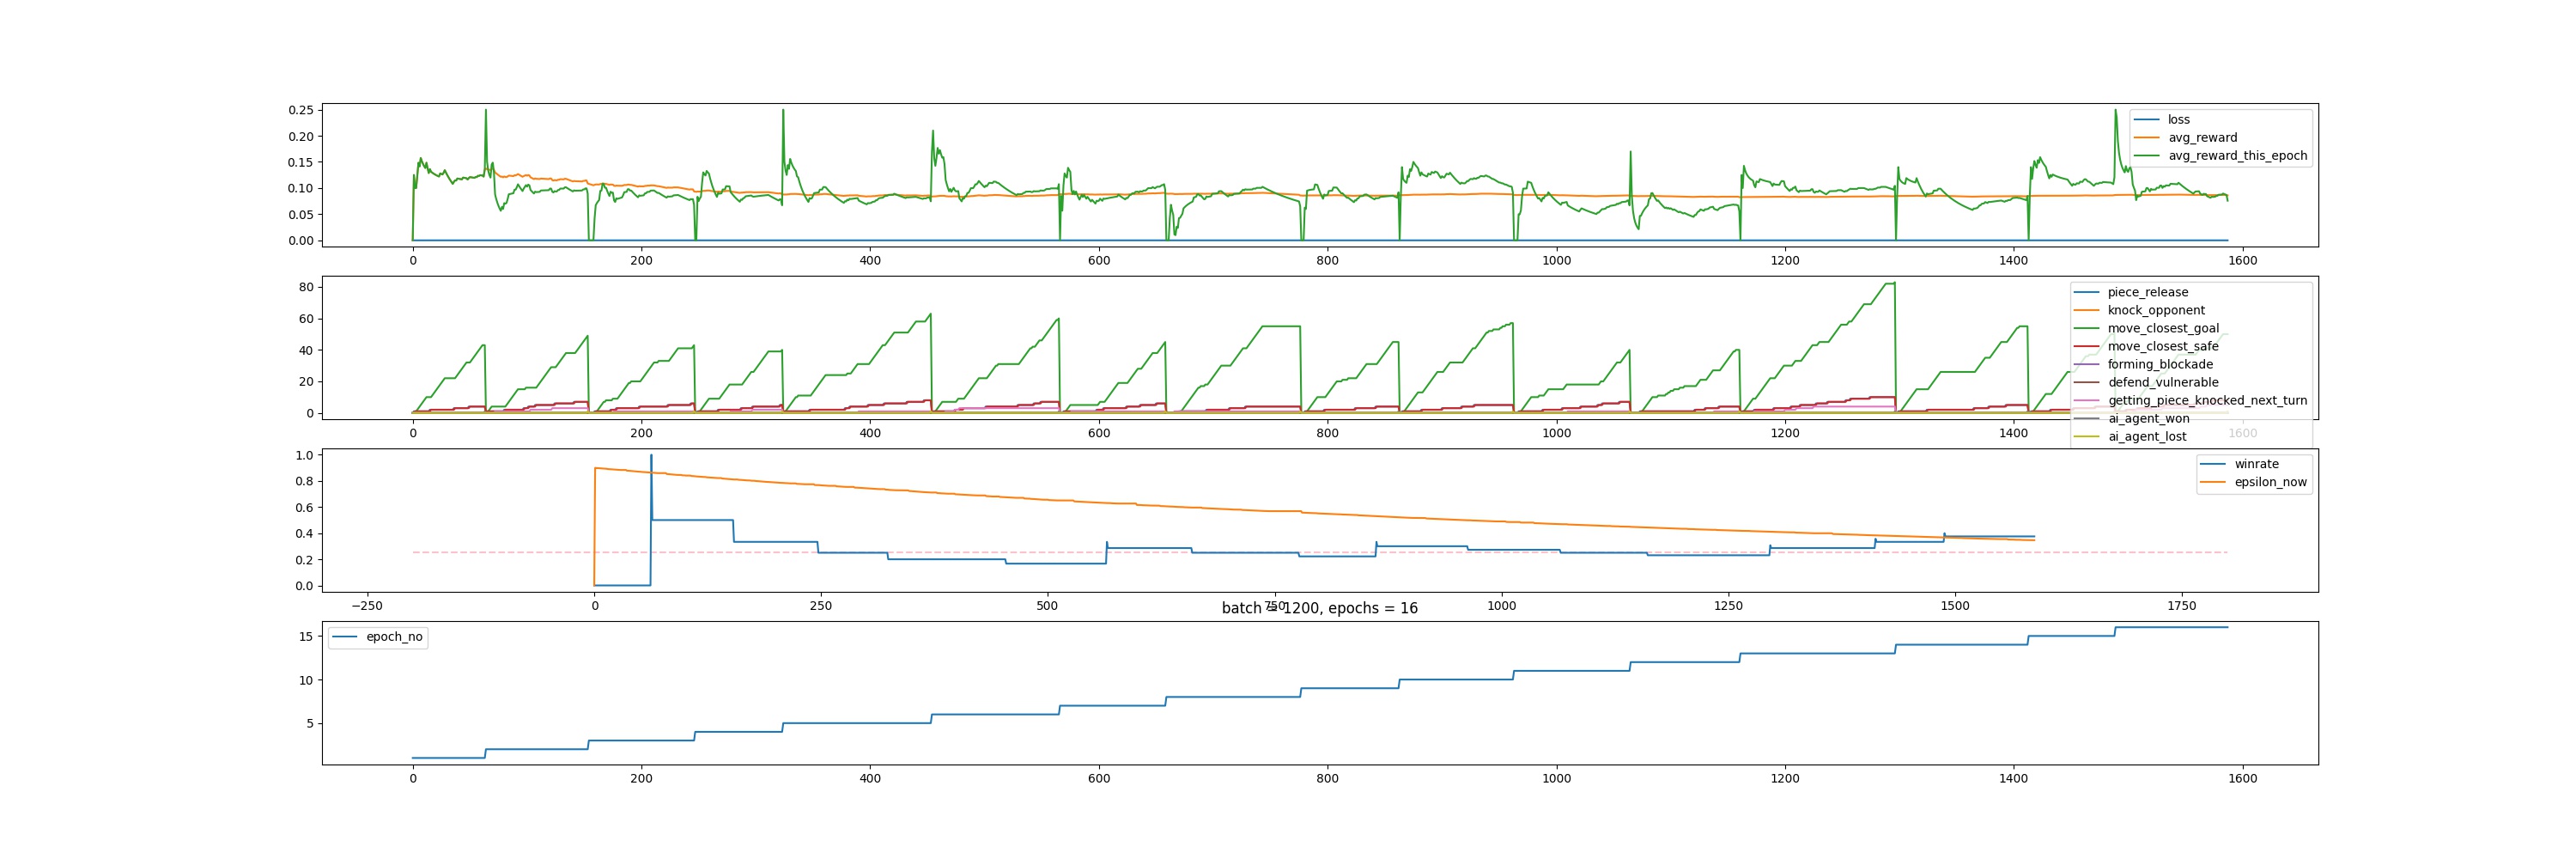 0.25
0.20
0.15
0.10
0.05
0.00
loss
avg_reward
avg_reward_this_epoch
0 200 400 600 800 1000 1200 1400 1600
80
60
40
20
0
piece_release
knock_opponent
move_closest_goal
move_closest_safe
forming_blockade
defend_vulnerable
getting_piece_knocked_next_turn
ai_agent_won
ai_agent_lost
0 200 400 600 800 1000 1200 1400 1600
1.0
0.8
0.6
0.4
0.2
0.0
winrate
epsilon_now
−250 0 250 500 750 1000 1250 1500 1750
batch = 1200, epochs = 16
15
10
5
epoch_no
0 200 400 600 800 1000 1200 1400 1600